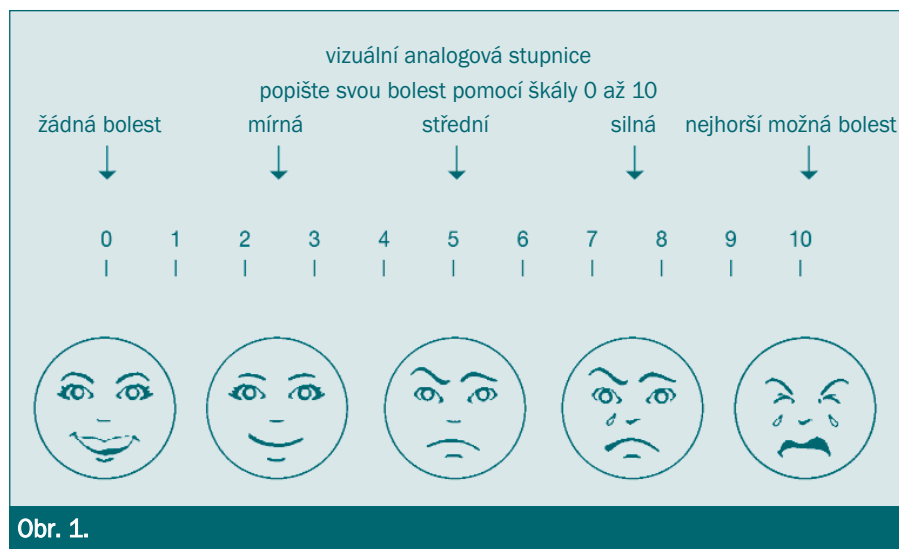 vizuální analogová stupnice
popište svou bolest pomocí škály 0 až 10
žádná bolest mírná střední silná nejhorší možná bolest
0 1 2 3 4 5 6 7 8 9 10
Obr. 1.